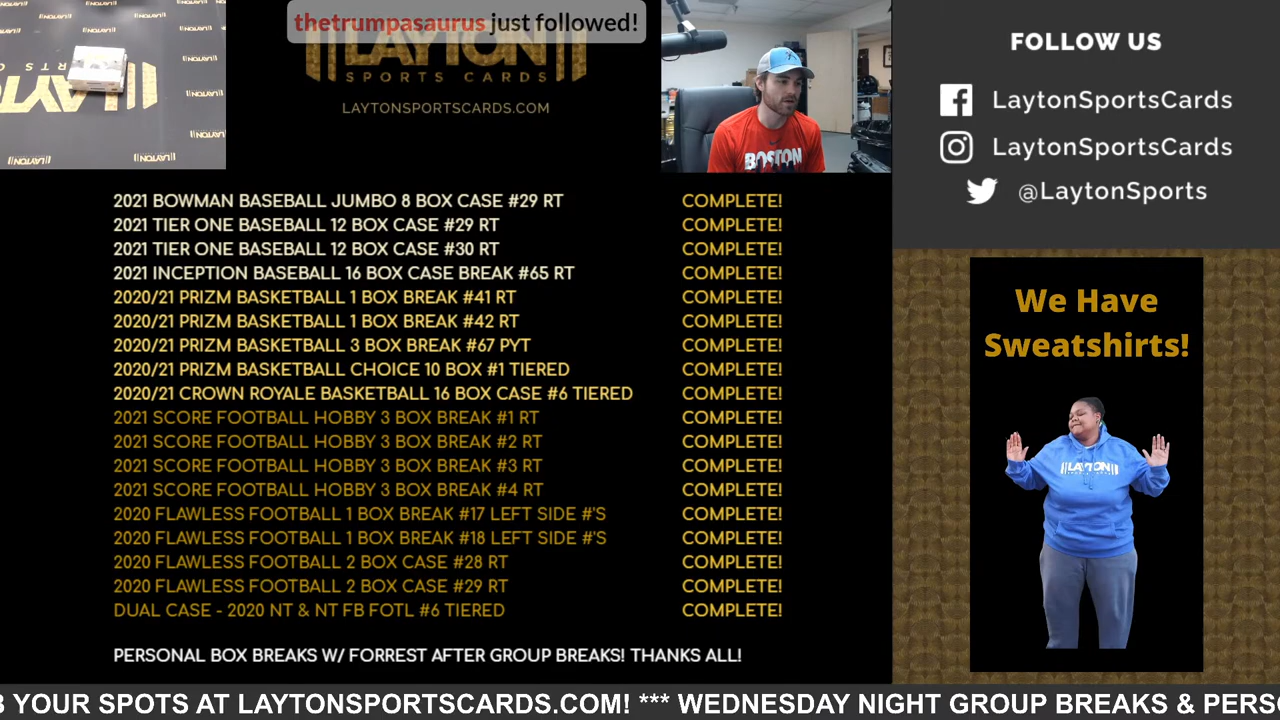 thetrumpasaurus just followed!
LAYTON
SPORTS CARDS
LAYTONSPORTSCARDS.COM
BOSTON
FOLLOW US
LaytonSportsCards
LaytonSportsCards
@LaytonSports
2021 BOWMAN BASEBALL JUMBO 8 BOX CASE #29 RT COMPLETE!
2021 TIER ONE BASEBALL 12 BOX CASE #29 RT COMPLETE!
2021 TIER ONE BASEBALL 12 BOX CASE #30 RT COMPLETE!
2021 INCEPTION BASEBALL 16 BOX CASE BREAK #65 RT COMPLETE!
2020/21 PRIZM BASKETBALL 1 BOX BREAK #41 RT COMPLETE!
2020/21 PRIZM BASKETBALL 1 BOX BREAK #42 RT COMPLETE!
2020/21 PRIZM BASKETBALL 3 BOX BREAK #67 PYT COMPLETE!
2020/21 PRIZM BASKETBALL CHOICE 10 BOX #1 TIERED COMPLETE!
2020/21 CROWN ROYALE BASKETBALL 16 BOX CASE #6 TIERED COMPLETE!
2021 SCORE FOOTBALL HOBBY 3 BOX BREAK #1 RT COMPLETE!
2021 SCORE FOOTBALL HOBBY 3 BOX BREAK #2 RT COMPLETE!
2021 SCORE FOOTBALL HOBBY 3 BOX BREAK #3 RT COMPLETE!
2021 SCORE FOOTBALL HOBBY 3 BOX BREAK #4 RT COMPLETE!
2020 FLAWLESS FOOTBALL 1 BOX BREAK #17 LEFT SIDE #'S COMPLETE!
2020 FLAWLESS FOOTBALL 1 BOX BREAK #18 LEFT SIDE #'S COMPLETE!
2020 FLAWLESS FOOTBALL 2 BOX CASE #28 RT COMPLETE!
2020 FLAWLESS FOOTBALL 2 BOX CASE #29 RT COMPLETE!
DUAL CASE - 2020 NT & NT FB FOTL #6 TIERED COMPLETE!
PERSONAL BOX BREAKS W/ FORREST AFTER GROUP BREAKS! THANKS ALL!
We Have
Sweatshirts!
LAYTON
B YOUR SPOTS AT LAYTONSPORTSCARDS.COM! *** WEDNESDAY NIGHT GROUP BREAKS & PERS